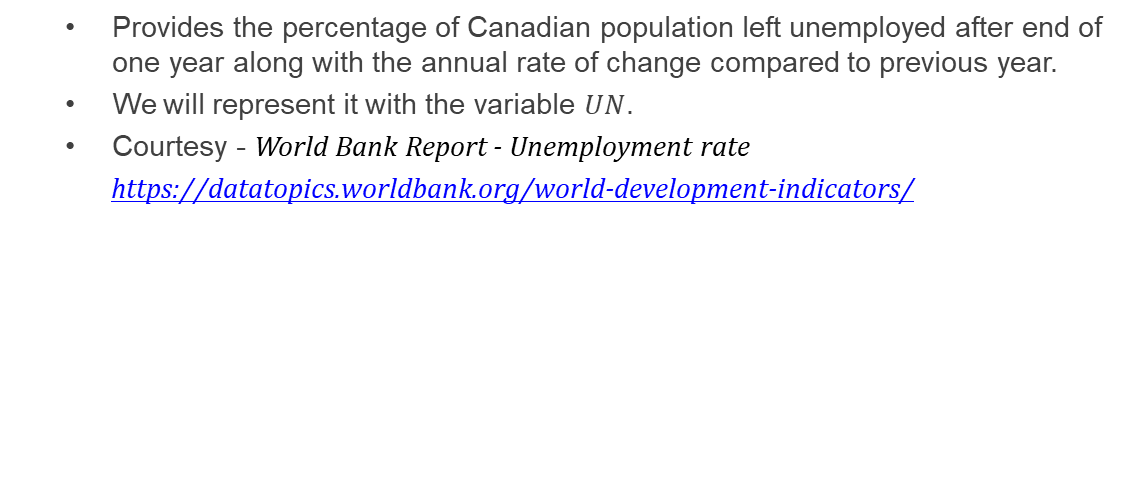 • Provides the percentage of Canadian population left unemployed after end of
one year along with the annual rate of change compared to previous year.
• We will represent it with the variable UN.
• Courtesy - World Bank Report - Unemployment rate
https://datatopics.worldbank.org/world-development-indicators/